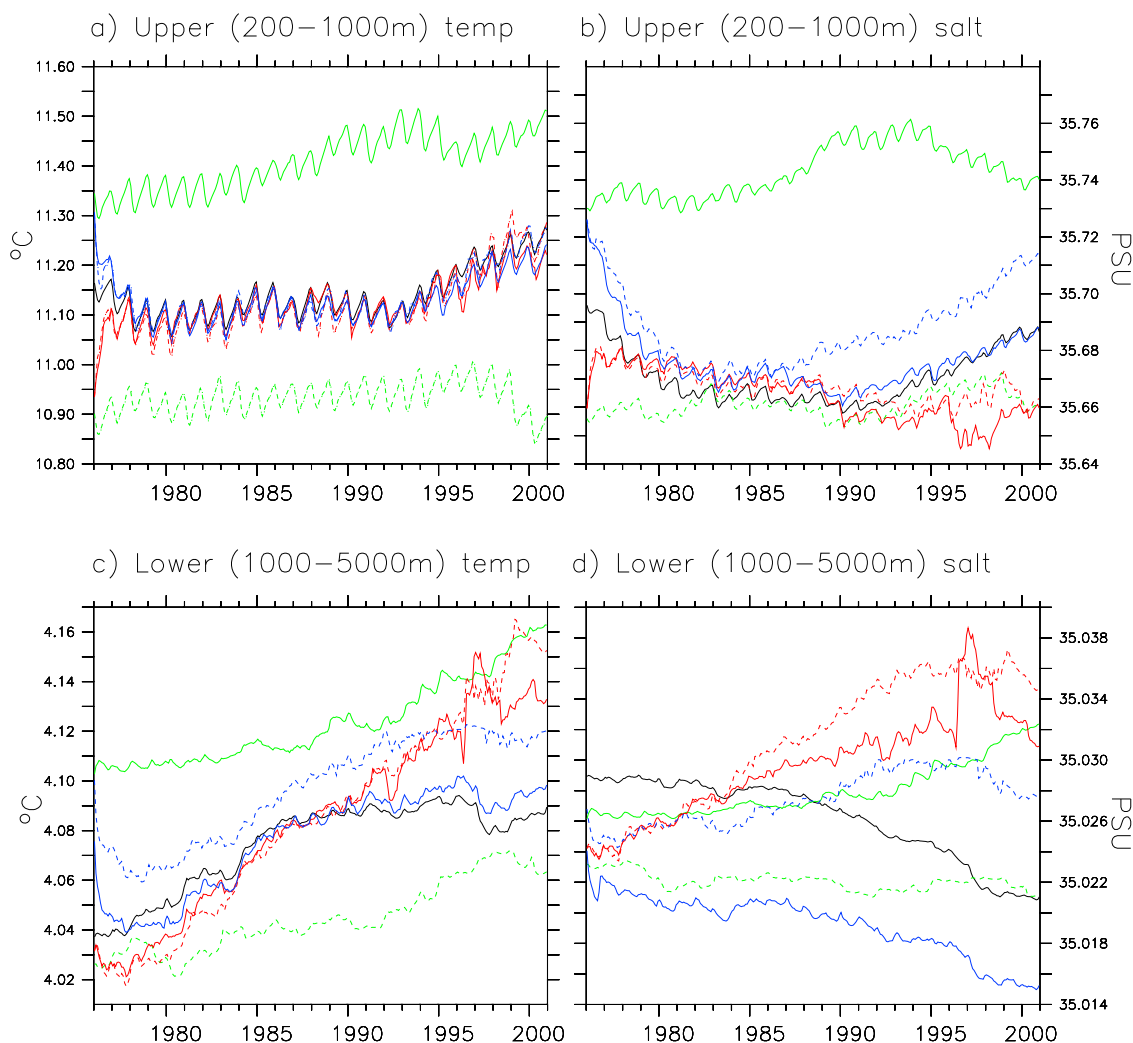 a) Upper (200-1000m) temp
b) Upper (200-1000m) salt
11.60
11.50
11.40
11.30
11.20
11.10
11.00
10.90
10.80
°C
35.76
35.74
35.72
35.70
35.68
35.66
35.64
PSU
1980 1985 1990 1995 2000
1980 1985 1990 1995 2000
c) Lower (1000-5000m) temp
d) Lower (1000-5000m) salt
4.16
4.14
4.12
4.10
4.08
4.06
4.04
4.02
°C
35.038
35.034
35.030
35.026
35.022
35.018
35.014
PSU
1980 1985 1990 1995 2000
1980 1985 1990 1995 2000